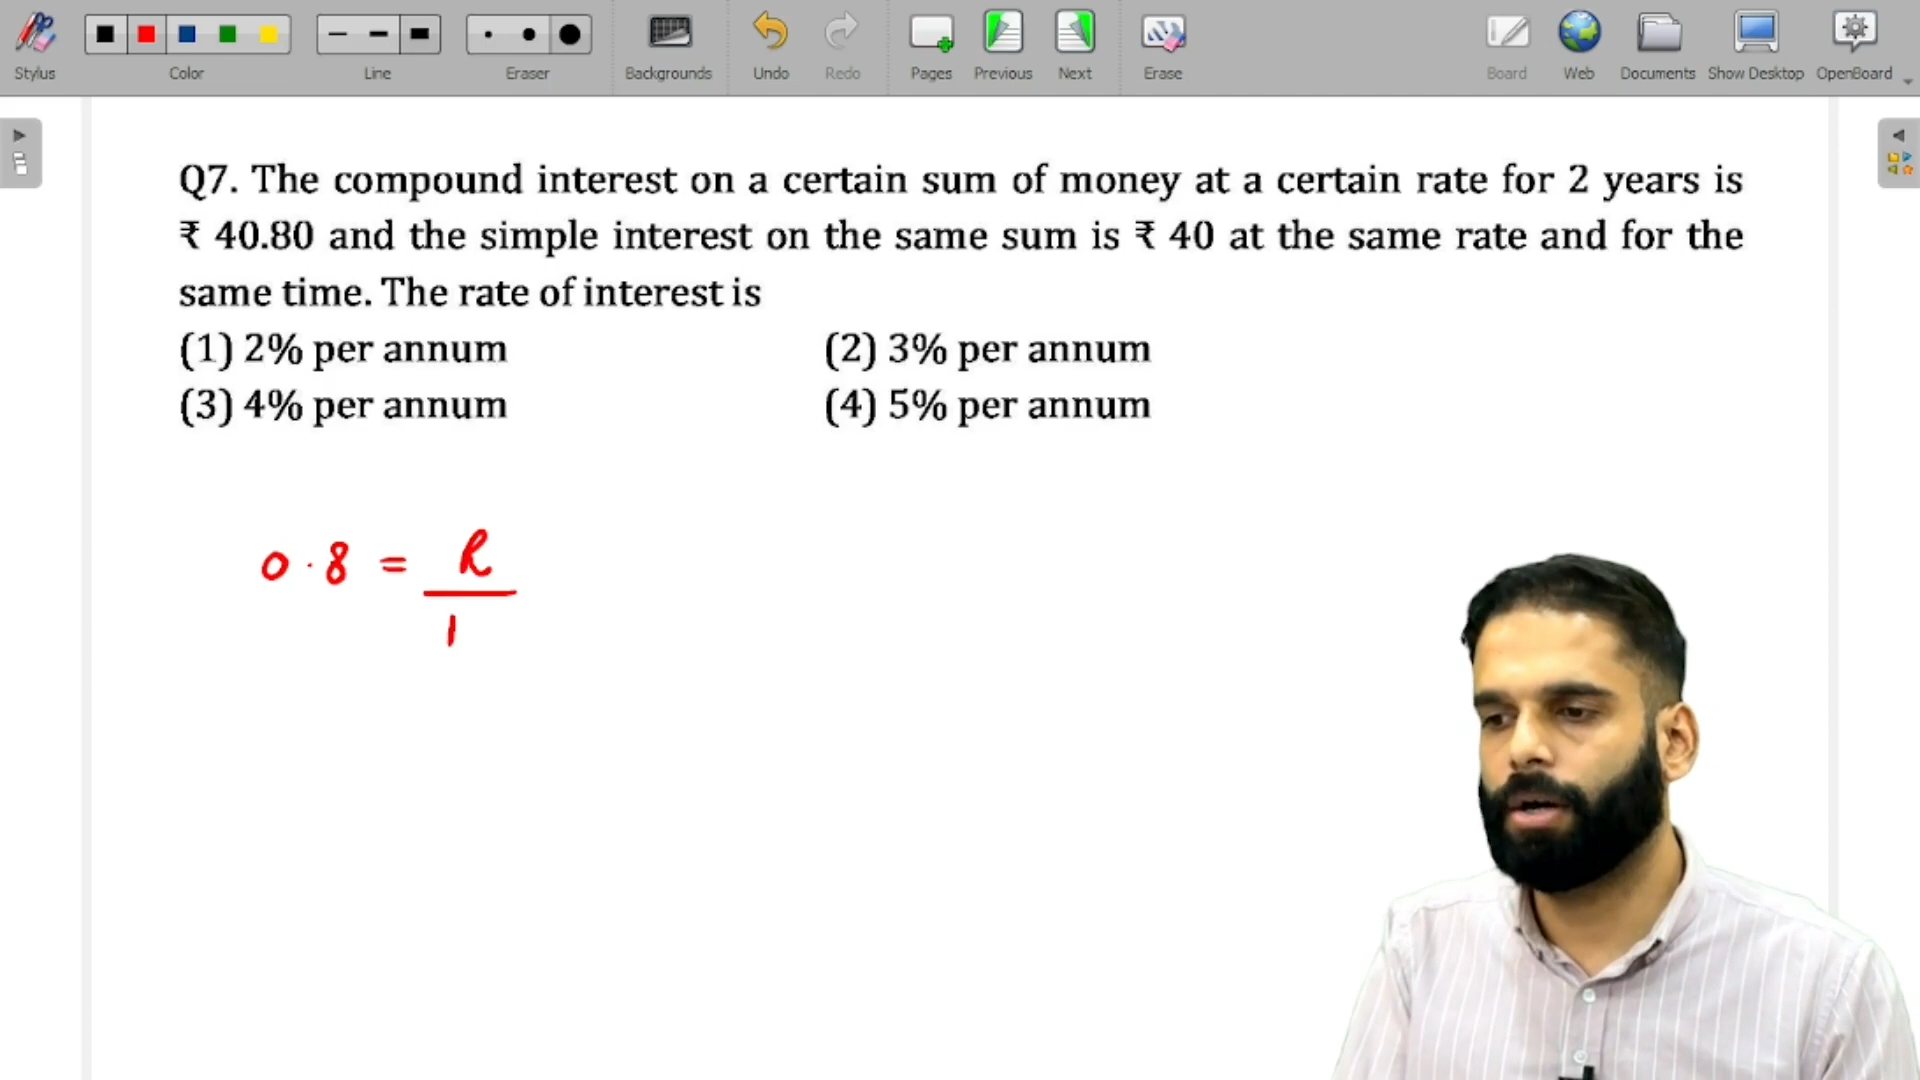 Stylus
Color
Line
Eraser
Backgrounds
Undo
Redo
Pages
Previous
Next
Erase
Board
Web
Documents
Show Desktop
OpenBoard
Q7. The compound interest on a certain sum of money at a certain rate for 2 years is
₹ 40.80 and the simple interest on the same sum is ₹ 40 at the same rate and for the
same time. The rate of interest is
(1) 2% per annum
(2) 3% per annum
(3) 4% per annum
(4) 5% per annum
0.8 = R
1